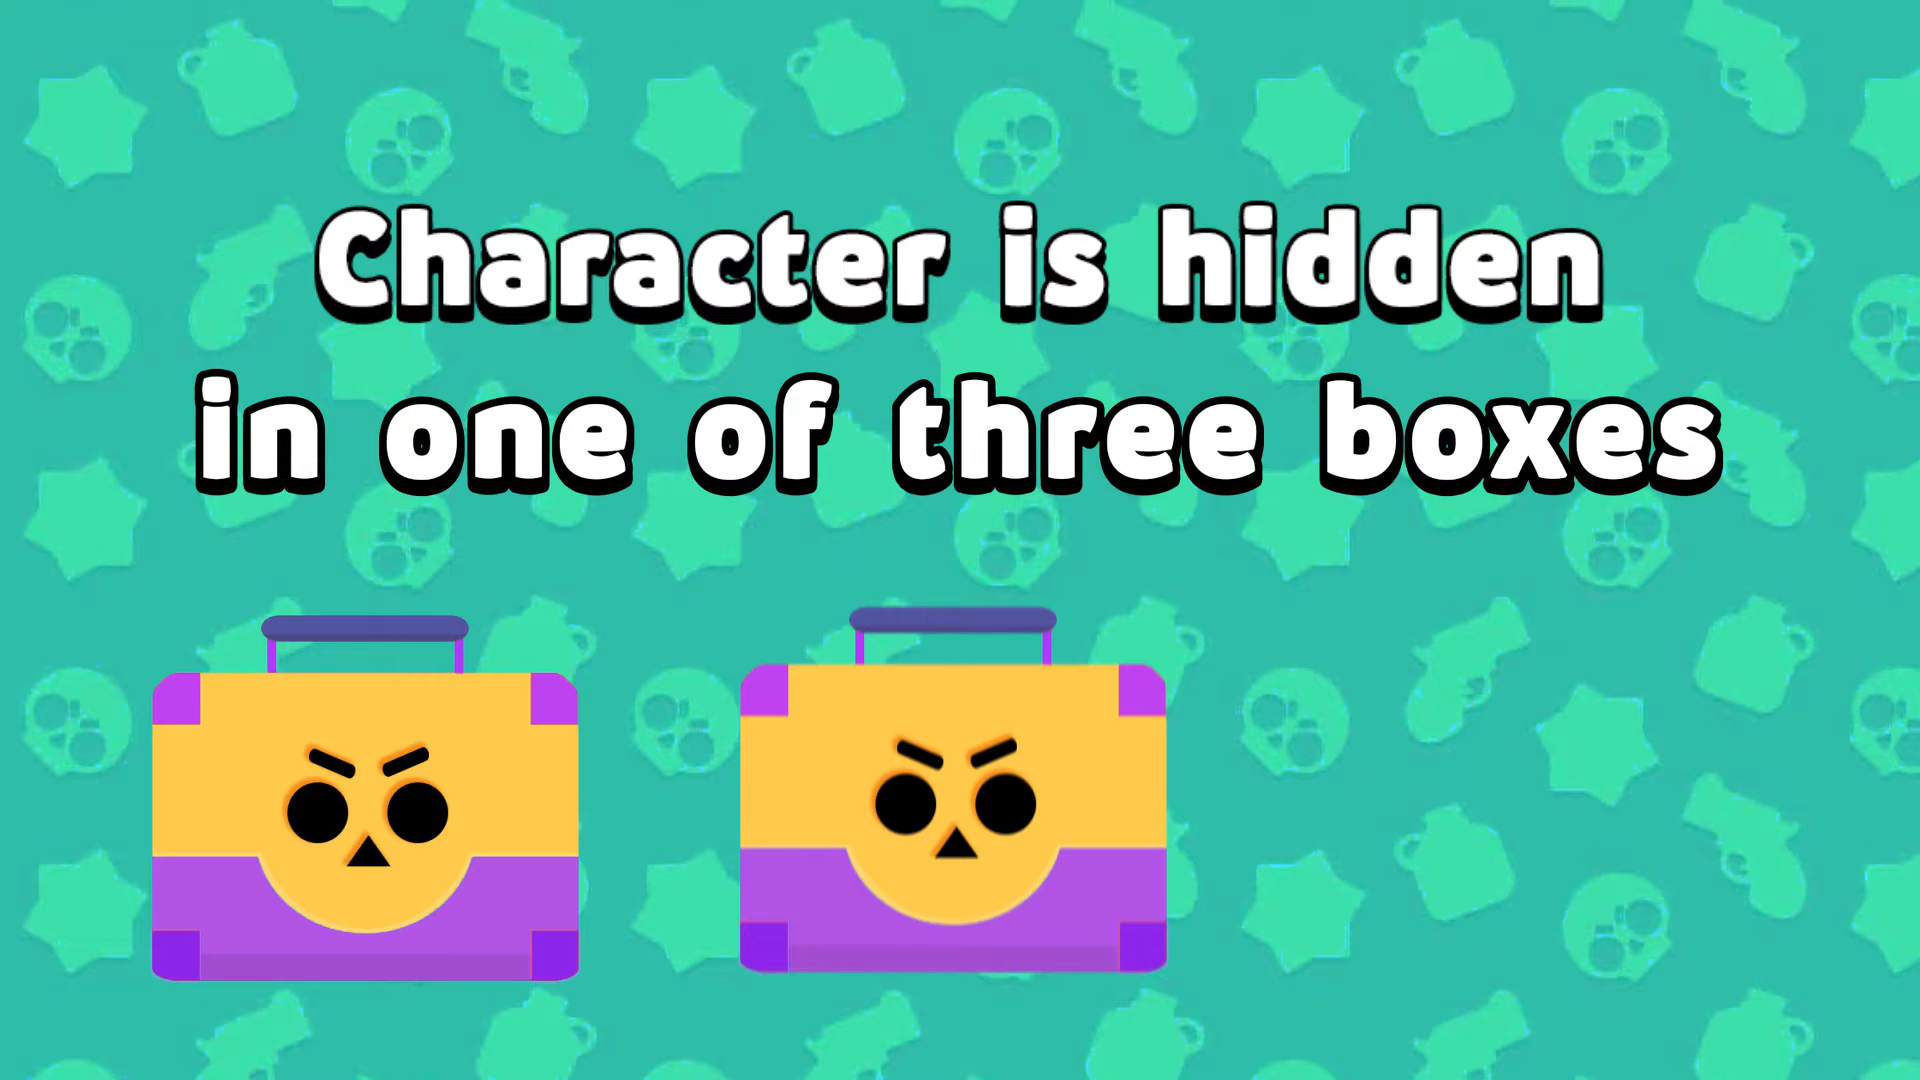 Character is hidden
in one of three boxes